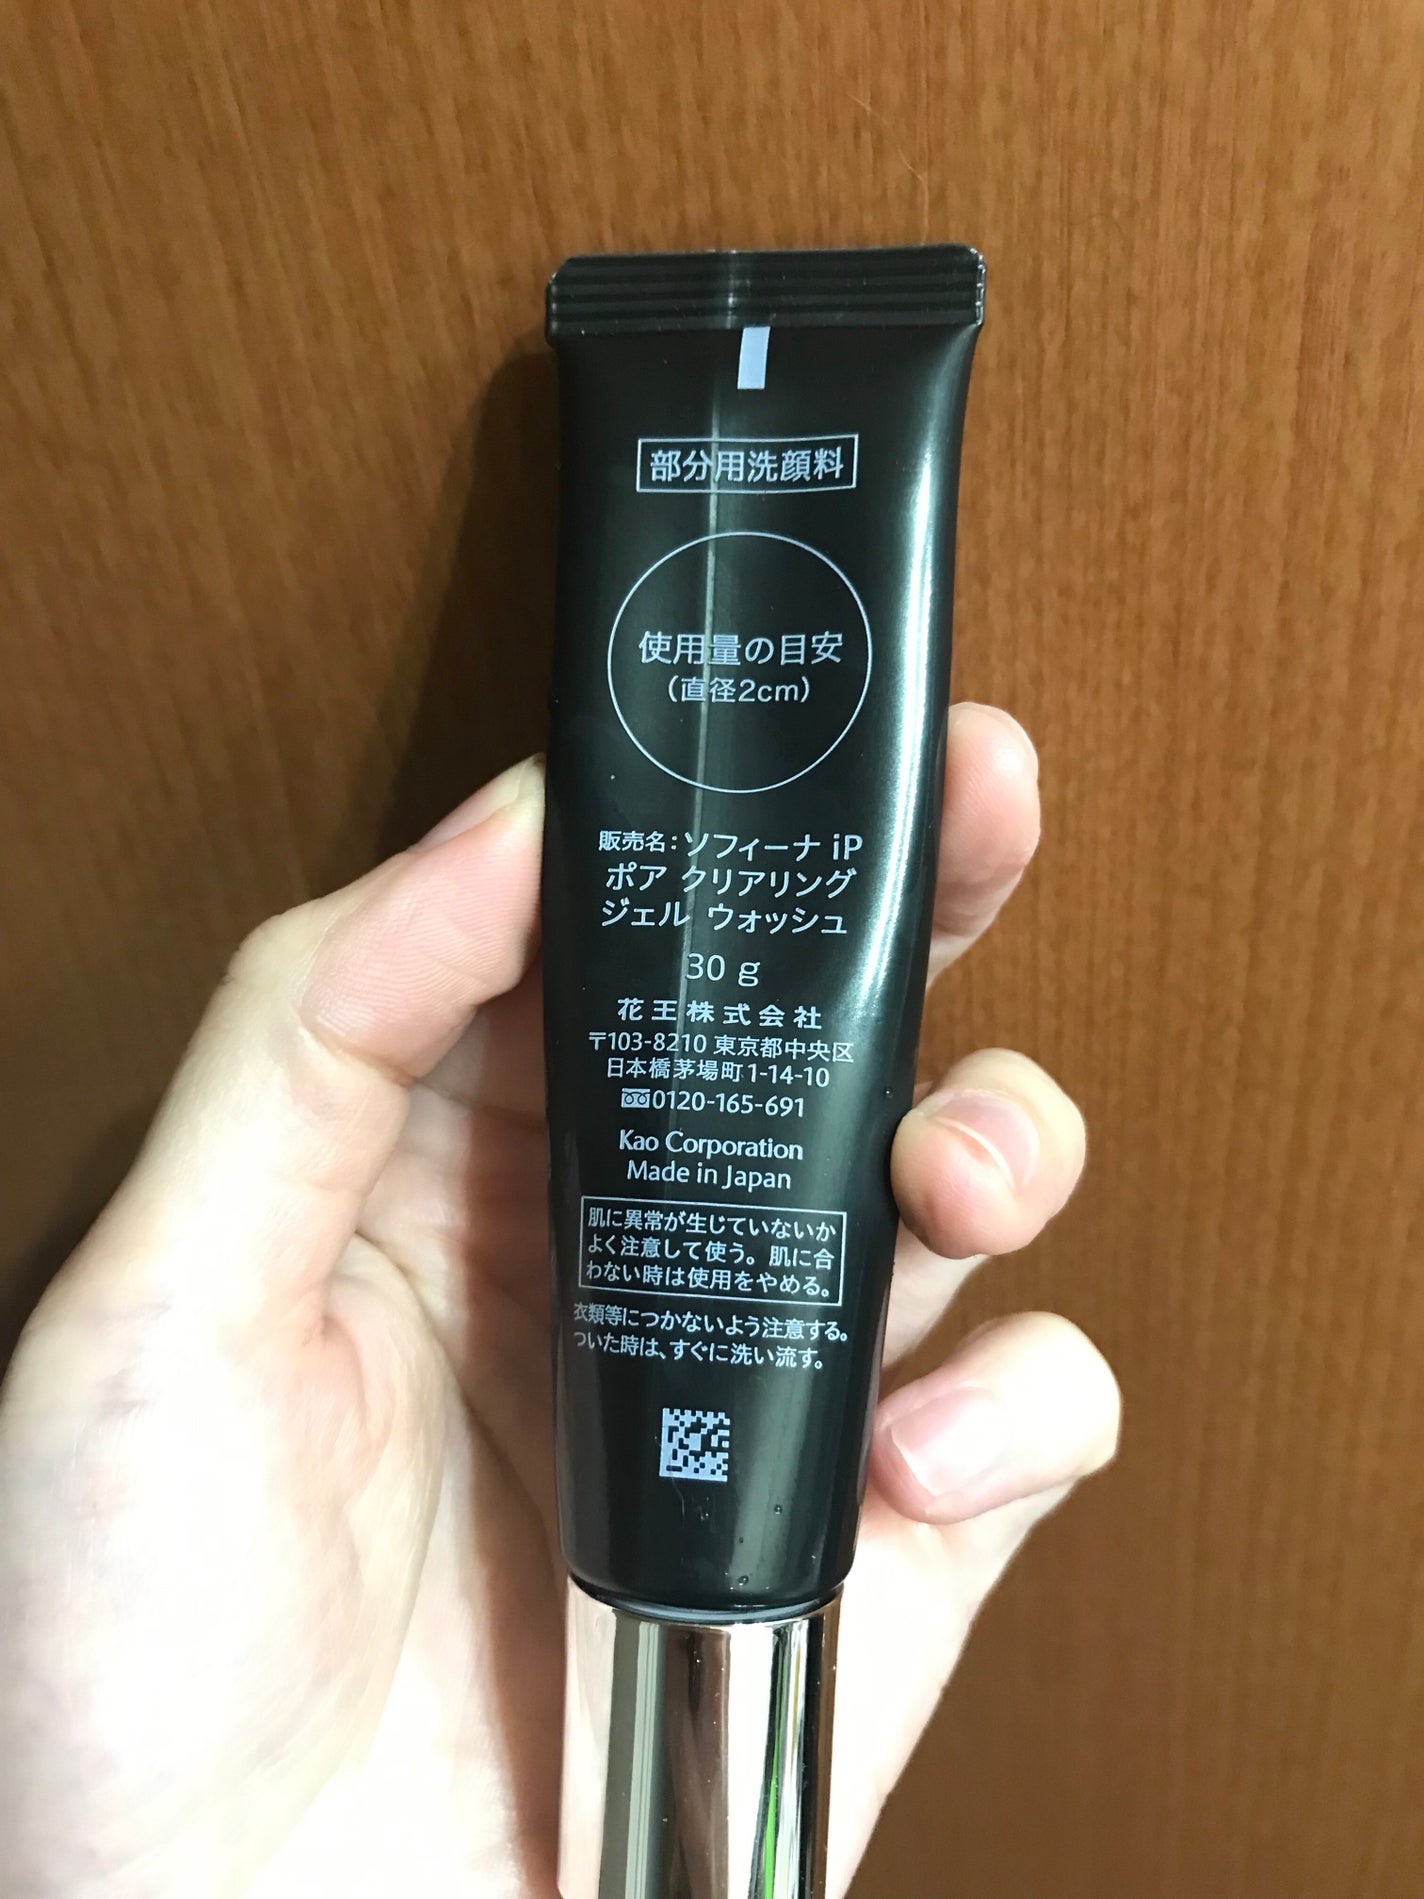 部分用洗顔料
使用量の目安
（直径2cm）
販売名：ソフィーナ iP
ポア クリアリング
ジェル ウォッシュ
30 g
花王株式会社
〒103-8210 東京都中央区
日本橋茅場町1-14-10
0120-165-691
Kao Corporation
Made in Japan
肌に異常が生じていないか
よく注意して使う。肌に合
わない時は使用をやめる。
衣類等につかないよう注意する。
ついた時は、すぐに洗い流す。